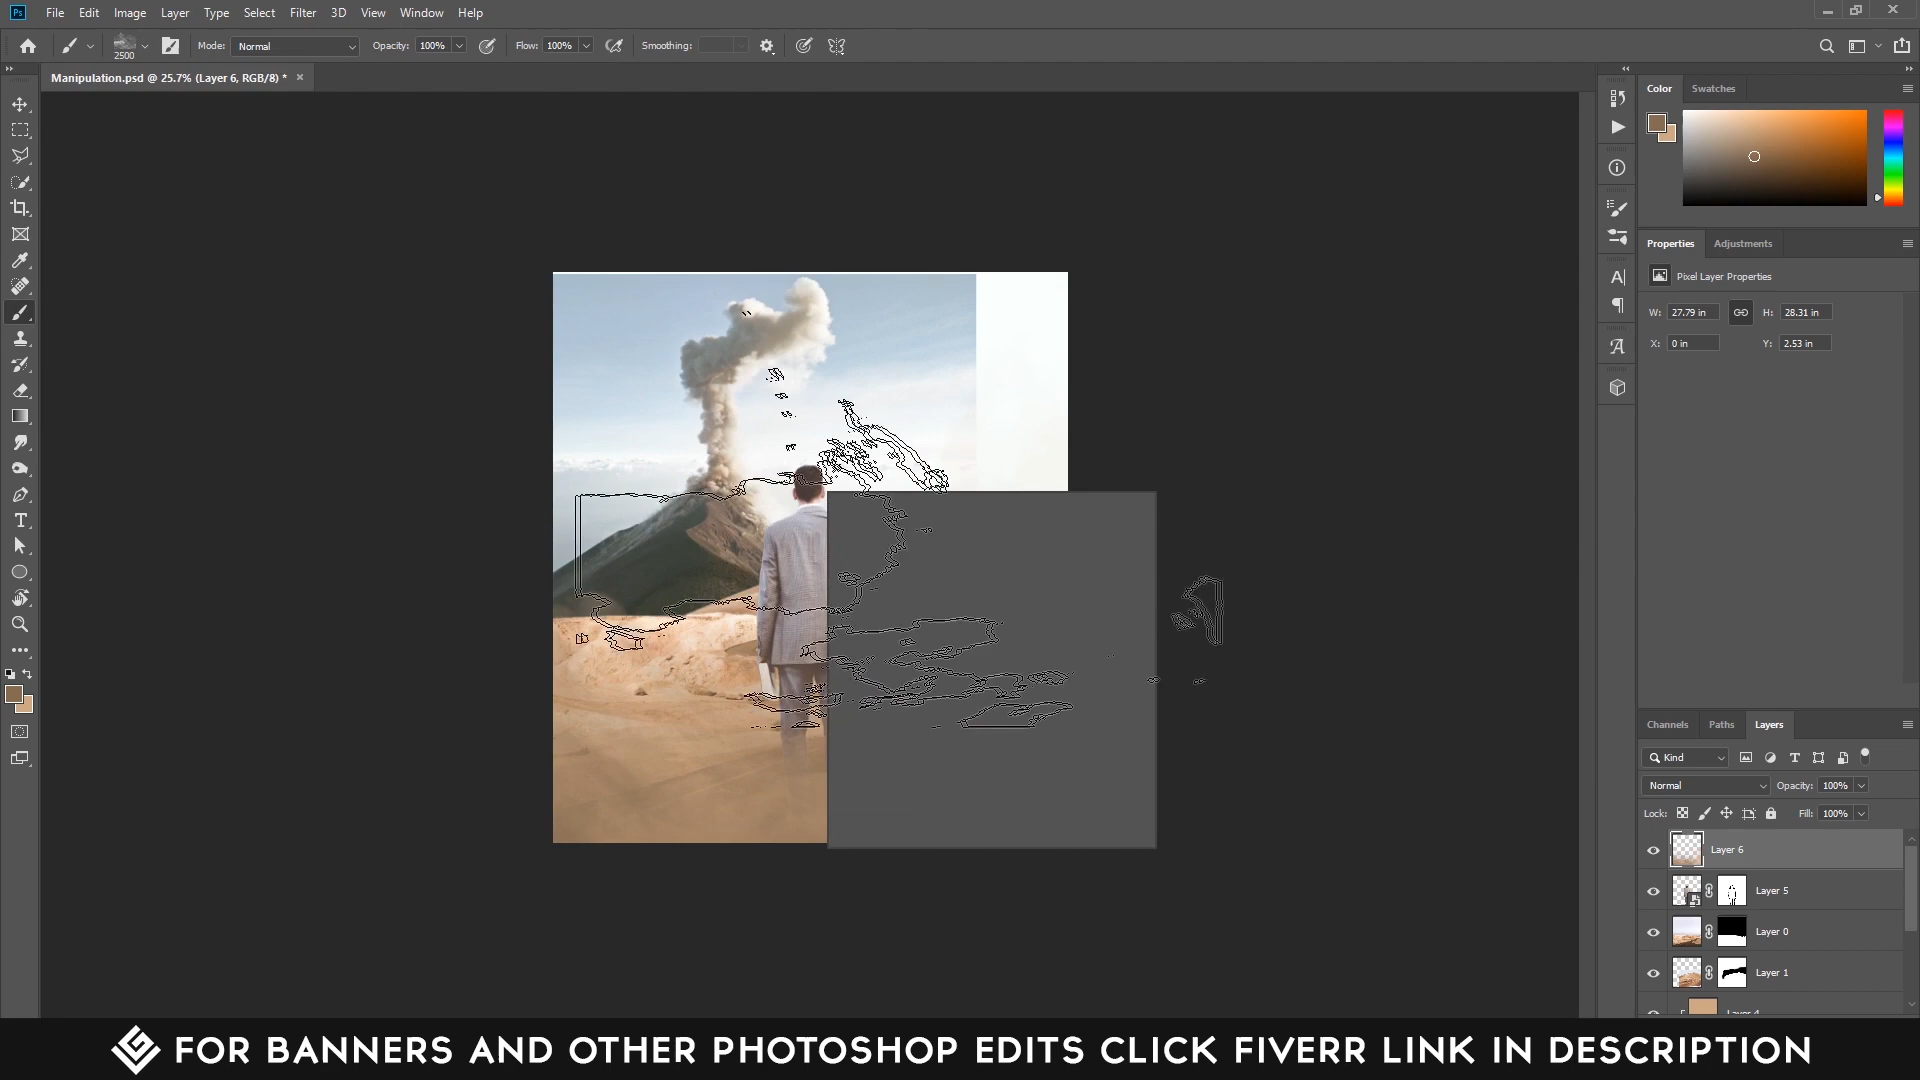 Ps File Edit Image Layer Type Select Filter 3D View Window Help
2500 Mode: Normal Opacity: 100% Flow: 100% Smoothing:
Manipulation.psd @ 25.7% (Layer 6, RGB/8) *
Color Swatches
Properties Adjustments
Pixel Layer Properties
W: 27.79 in H: 28.31 in
X: 0 in Y: 2.53 in
Channels Paths Layers
Kind
Normal Opacity: 100%
Lock: Fill: 100%
Layer 6
Layer 5
Layer 0
Layer 1
Layer 4
FOR BANNERS AND OTHER PHOTOSHOP EDITS CLICK FIVERR LINK IN DESCRIPTION